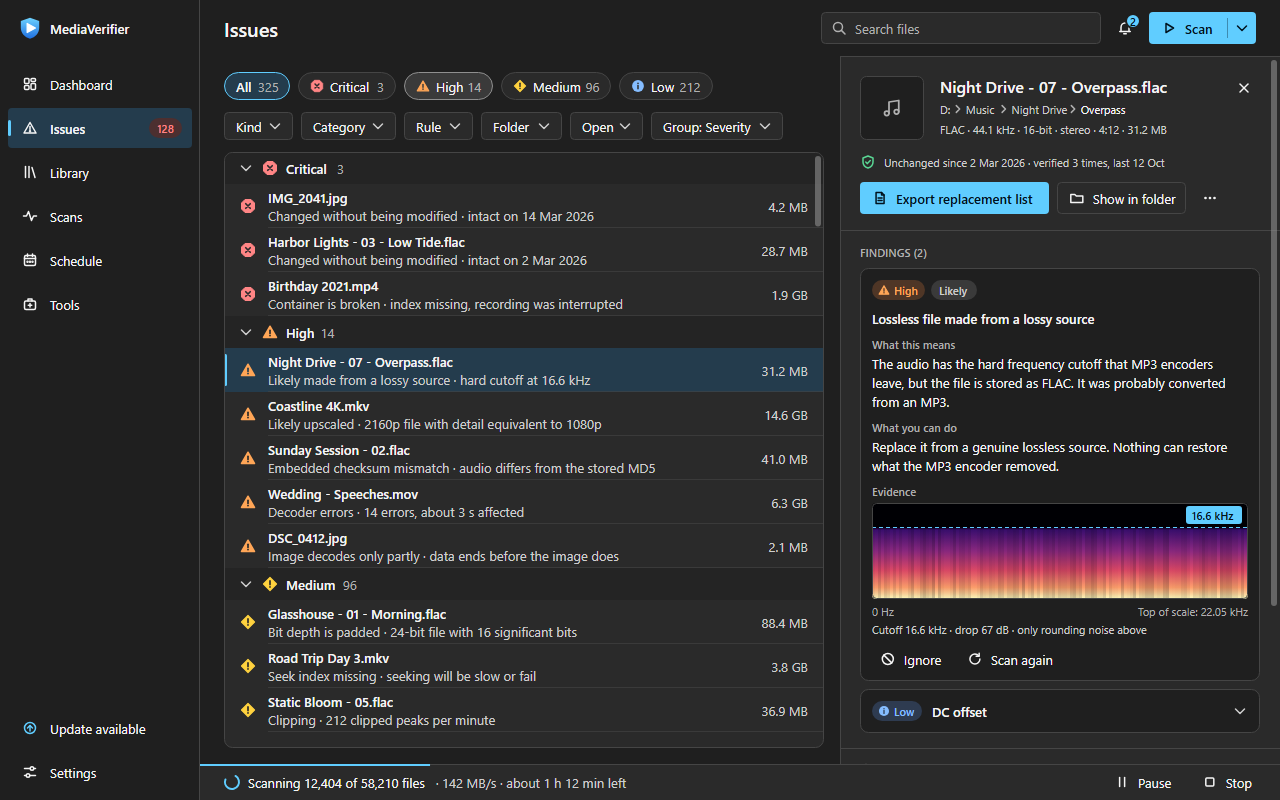 MediaVerifier
Dashboard
Issues 128
Library
Scans
Schedule
Tools
Update available
Settings
Issues
Search files
2
Scan
All 325
Critical 3
High 14
Medium 96
Low 212
Kind
Category
Rule
Folder
Open
Group: Severity
Critical 3
IMG_2041.jpg
Changed without being modified · intact on 14 Mar 2026
4.2 MB
Harbor Lights - 03 - Low Tide.flac
Changed without being modified · intact on 2 Mar 2026
28.7 MB
Birthday 2021.mp4
Container is broken · index missing, recording was interrupted
1.9 GB
High 14
Night Drive - 07 - Overpass.flac
Likely made from a lossy source · hard cutoff at 16.6 kHz
31.2 MB
Coastline 4K.mkv
Likely upscaled · 2160p file with detail equivalent to 1080p
14.6 GB
Sunday Session - 02.flac
Embedded checksum mismatch · audio differs from the stored MD5
41.0 MB
Wedding - Speeches.mov
Decoder errors · 14 errors, about 3 s affected
6.3 GB
DSC_0412.jpg
Image decodes only partly · data ends before the image does
2.1 MB
Medium 96
Glasshouse - 01 - Morning.flac
Bit depth is padded · 24-bit file with 16 significant bits
88.4 MB
Road Trip Day 3.mkv
Seek index missing · seeking will be slow or fail
3.8 GB
Static Bloom - 05.flac
Clipping · 212 clipped peaks per minute
36.9 MB
Night Drive - 07 - Overpass.flac
D: > Music > Night Drive > Overpass
FLAC · 44.1 kHz · 16-bit · stereo · 4:12 · 31.2 MB
Unchanged since 2 Mar 2026 · verified 3 times, last 12 Oct
Export replacement list
Show in folder
FINDINGS (2)
High
Likely
Lossless file made from a lossy source
What this means
The audio has the hard frequency cutoff that MP3 encoders
leave, but the file is stored as FLAC. It was probably converted
from an MP3.
What you can do
Replace it from a genuine lossless source. Nothing can restore
what the MP3 encoder removed.
Evidence
16.6 kHz
0 Hz
Top of scale: 22.05 kHz
Cutoff 16.6 kHz · drop 67 dB · only rounding noise above
Ignore
Scan again
Low
DC offset
Scanning 12,404 of 58,210 files · 142 MB/s · about 1 h 12 min left
Pause
Stop